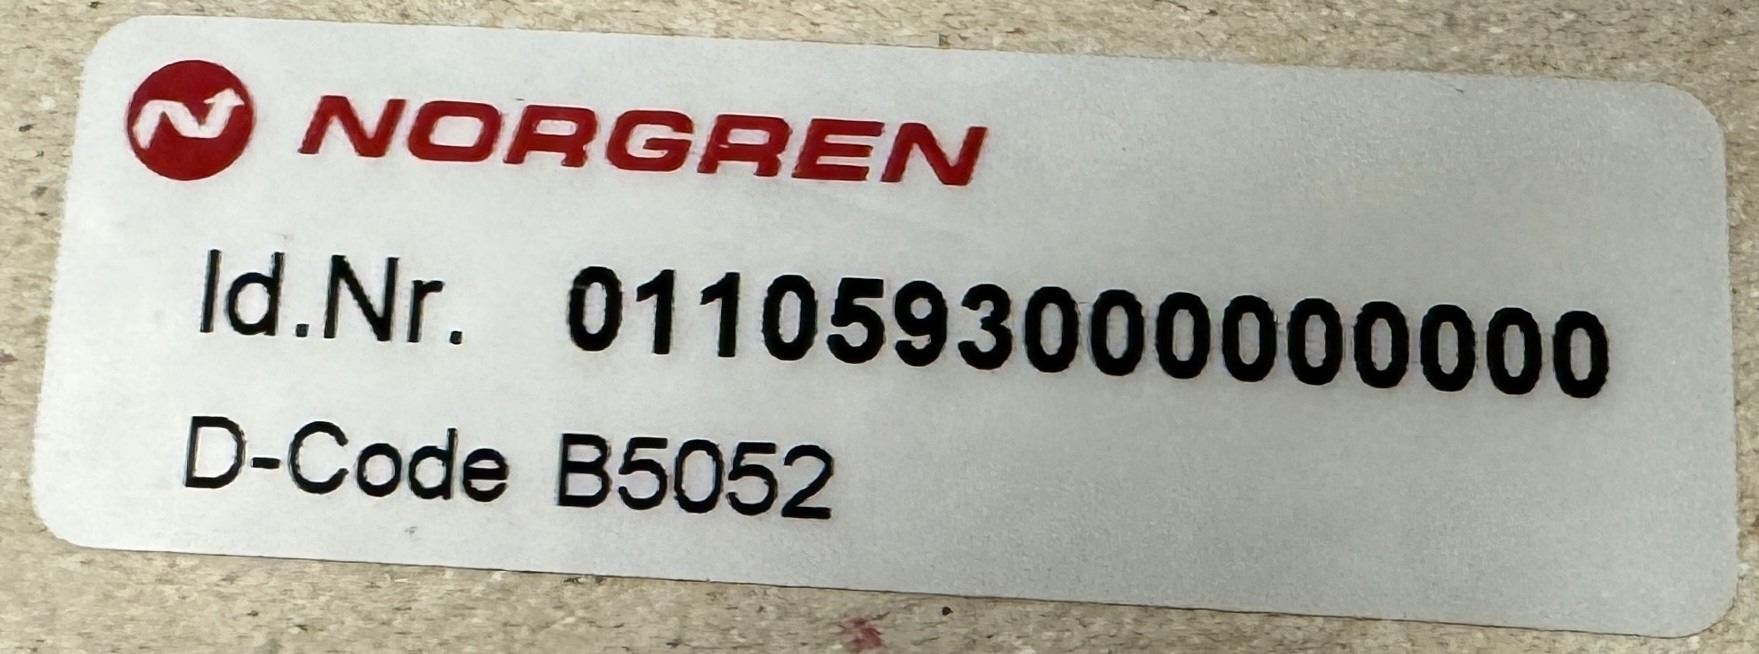 NORGREN
Id.Nr. 0110593000000000
D-Code B5052